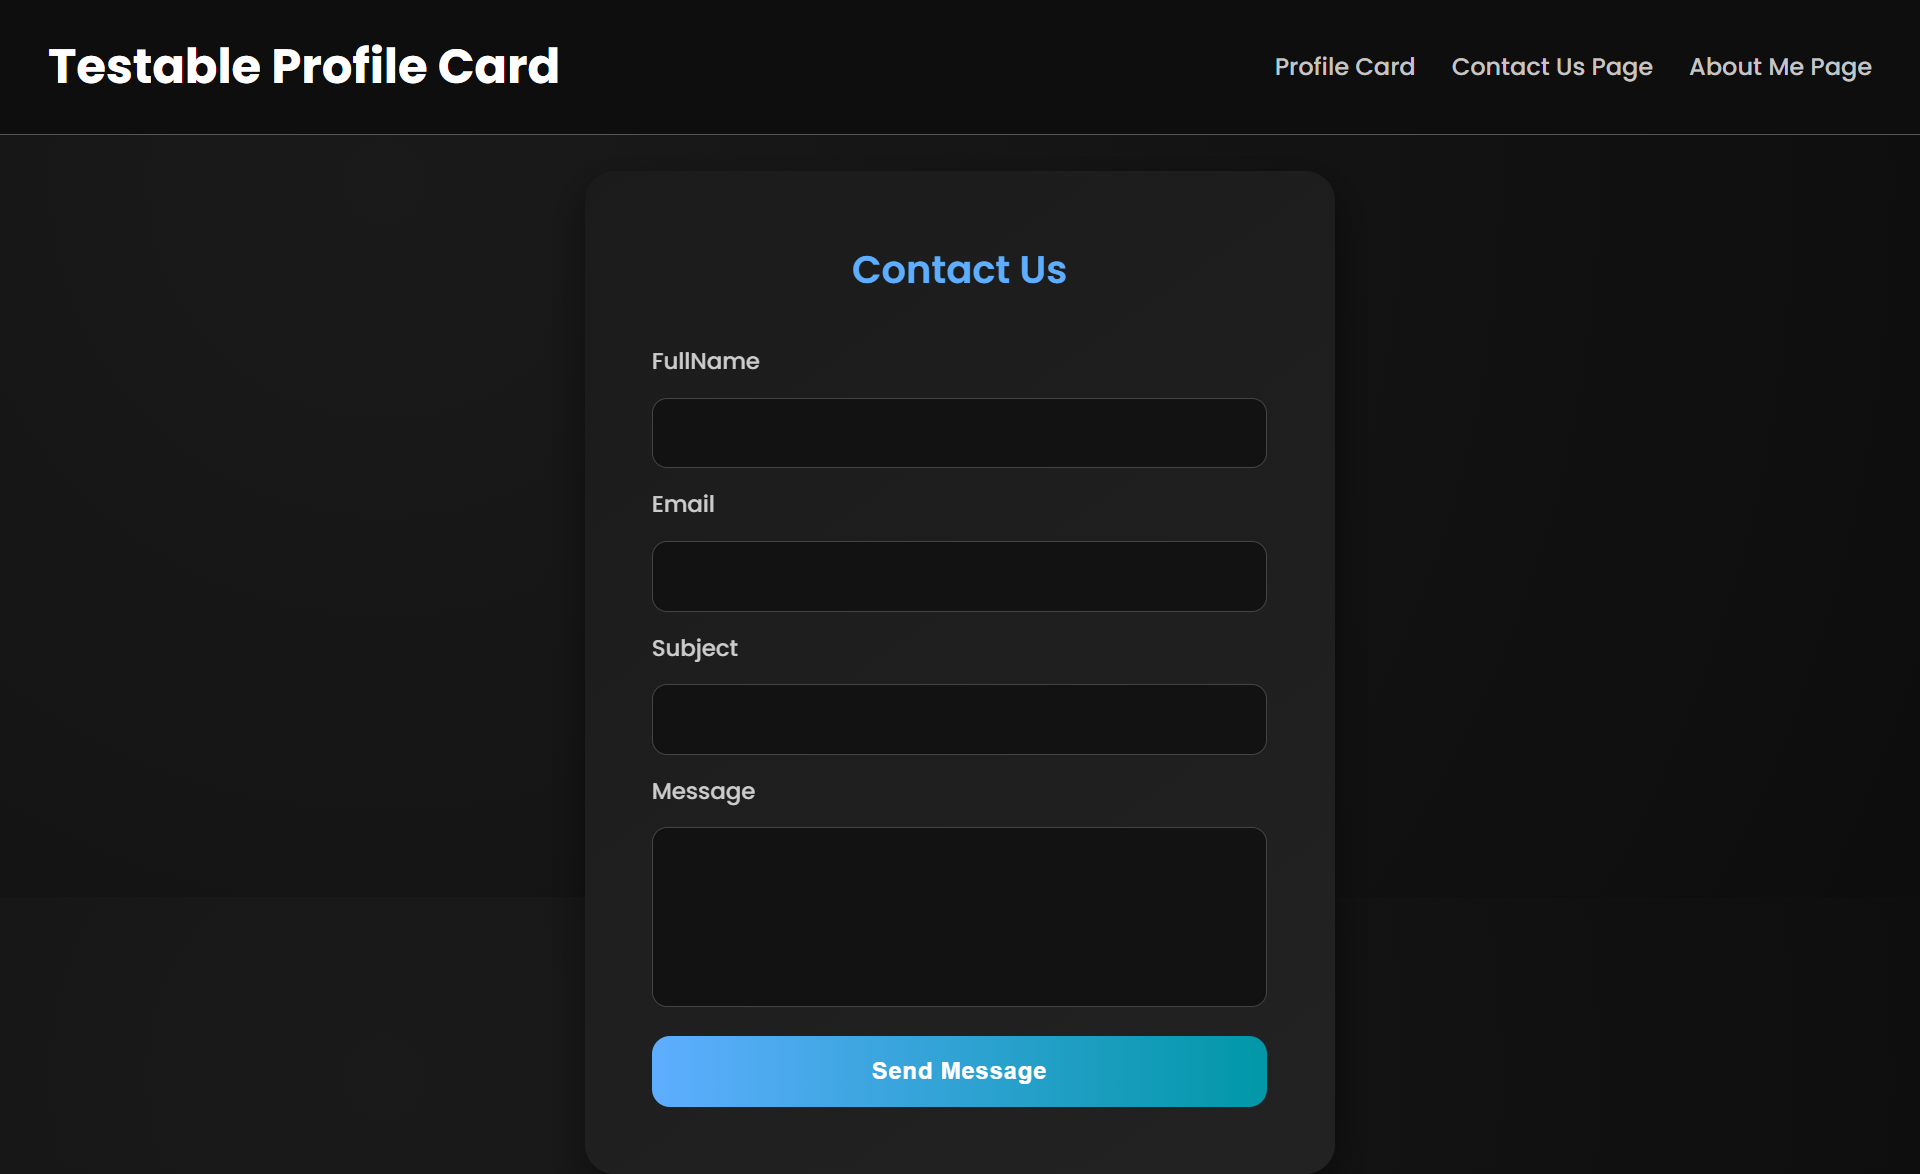 Testable Profile Card
Profile Card
Contact Us Page
About Me Page
Contact Us
FullName
Email
Subject
Message
Send Message